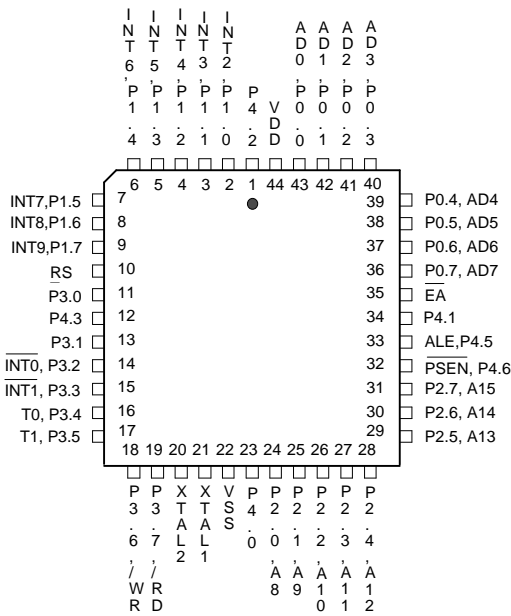 INT6,P1.4
INT5,P1.3
INT4,P1.2
INT3,P1.1
INT2,P1.0
P4.2
VDD
AD0,P0.0
AD1,P0.1
AD2,P0.2
AD3,P0.3
6 5 4 3 2 1 44 43 42 41 40
INT7,P1.5 7
INT8,P1.6 8
INT9,P1.7 9
RS 10
P3.0 11
P4.3 12
P3.1 13
INT0, P3.2 14
INT1, P3.3 15
T0, P3.4 16
T1, P3.5 17
39 P0.4, AD4
38 P0.5, AD5
37 P0.6, AD6
36 P0.7, AD7
35 EA
34 P4.1
33 ALE,P4.5
32 PSEN, P4.6
31 P2.7, A15
30 P2.6, A14
29 P2.5, A13
18 19 20 21 22 23 24 25 26 27 28
P3.6,/WR
P3.7,/RD
XTAL2
XTAL1
VSS
P4.0
P2.0,A8
P2.1,A9
P2.2,A10
P2.3,A11
P2.4,A12